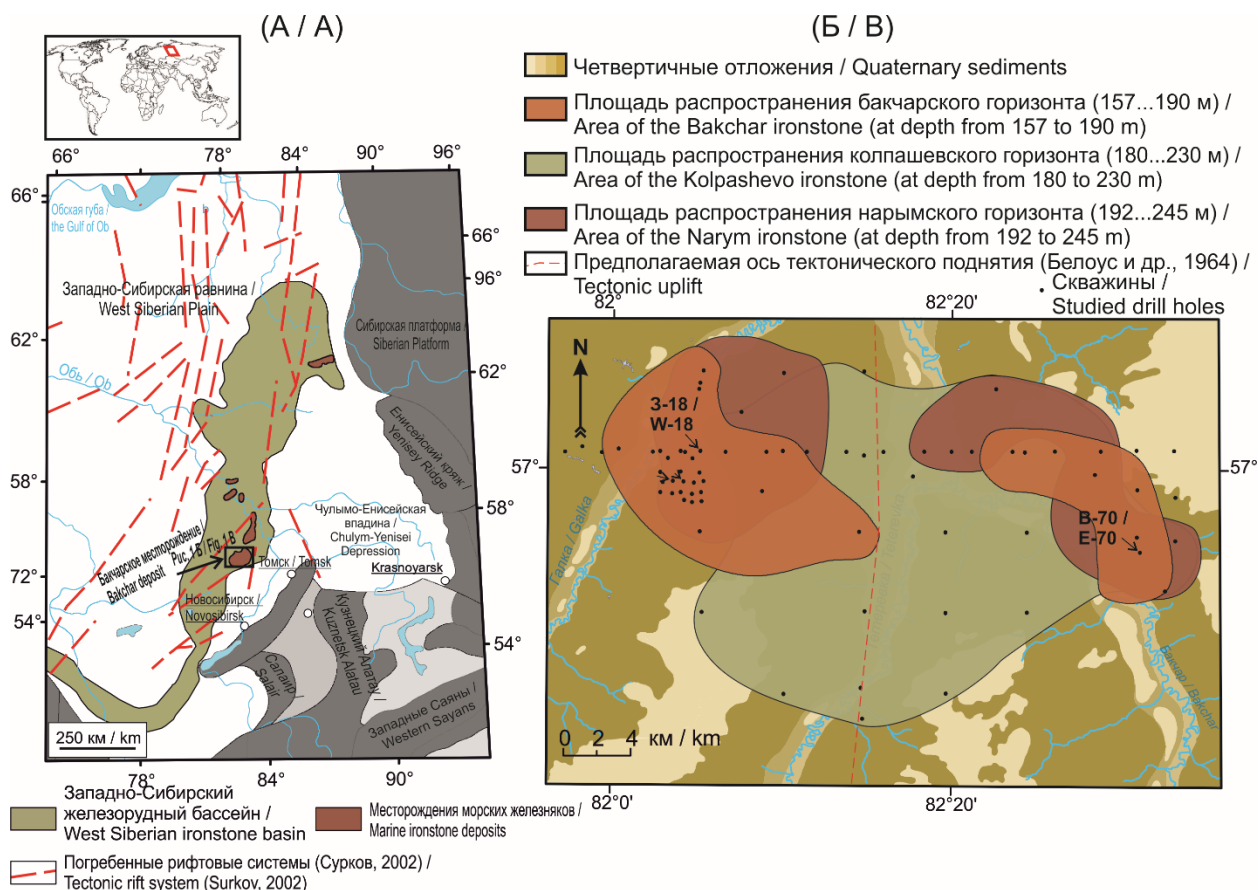 (А / A)
66° 78° 84° 90° 96°
66°
62°
58°
72°
54°
66°
96°
62°
58°
54°
78° 84° 90°
Обская губа /
the Gulf of Ob
Западно-Сибирская равнина /
West Siberian Plain
Сибирская платформа /
Siberian Platform
Обь / Ob
Енисейский кряж /
Yenisey Ridge
Чулымо-Енисейская
впадина /
Chulym-Yenisei
Depression
Бакчарское месторождение /
Bakchar deposit
Рис. 1-Б / Fig. 1-B
Томск / Tomsk
Krasnoyarsk
Новосибирск /
Novosibirsk
Салаир /
Salair
Кузнецкий Алатау /
Kuznetsk Alatau
Западные Саяны /
Western Sayans
250 км / km
Западно-Сибирский
железорудный бассейн /
West Siberian ironstone basin
Месторождения морских железняков /
Marine ironstone deposits
Погребенные рифтовые системы (Сурков, 2002) /
Tectonic rift system (Surkov, 2002)
(Б / B)
Четвертичные отложения / Quaternary sediments
Площадь распространения бакчарского горизонта (157...190 м) /
Area of the Bakchar ironstone (at depth from 157 to 190 m)
Площадь распространения колпашевского горизонта (180...230 м) /
Area of the Kolpashevo ironstone (at depth from 180 to 230 m)
Площадь распространения нарымского горизонта (192...245 м) /
Area of the Narym ironstone (at depth from 192 to 245 m)
Предполагаемая ось тектонического поднятия (Белоус и др., 1964) /
Tectonic uplift
Скважины /
Studied drill holes
82° 82°20'
N
З-18 /
W-18
57° 57°
В-70 /
E-70
Галка / Galka
Бакчар / Bakchar
0 2 4 км / km
82°0' 82°20'